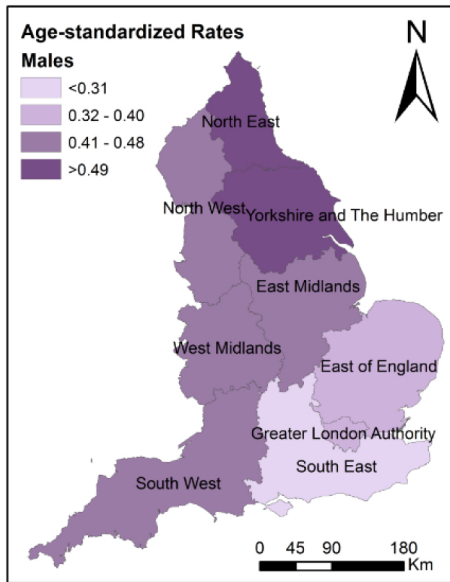 Age-standardized Rates
Males
<0.31
0.32 - 0.40
0.41 - 0.48
>0.49
N
North East
North West
Yorkshire and The Humber
East Midlands
West Midlands
East of England
Greater London Authority
South East
South West
0 45 90 180
Km